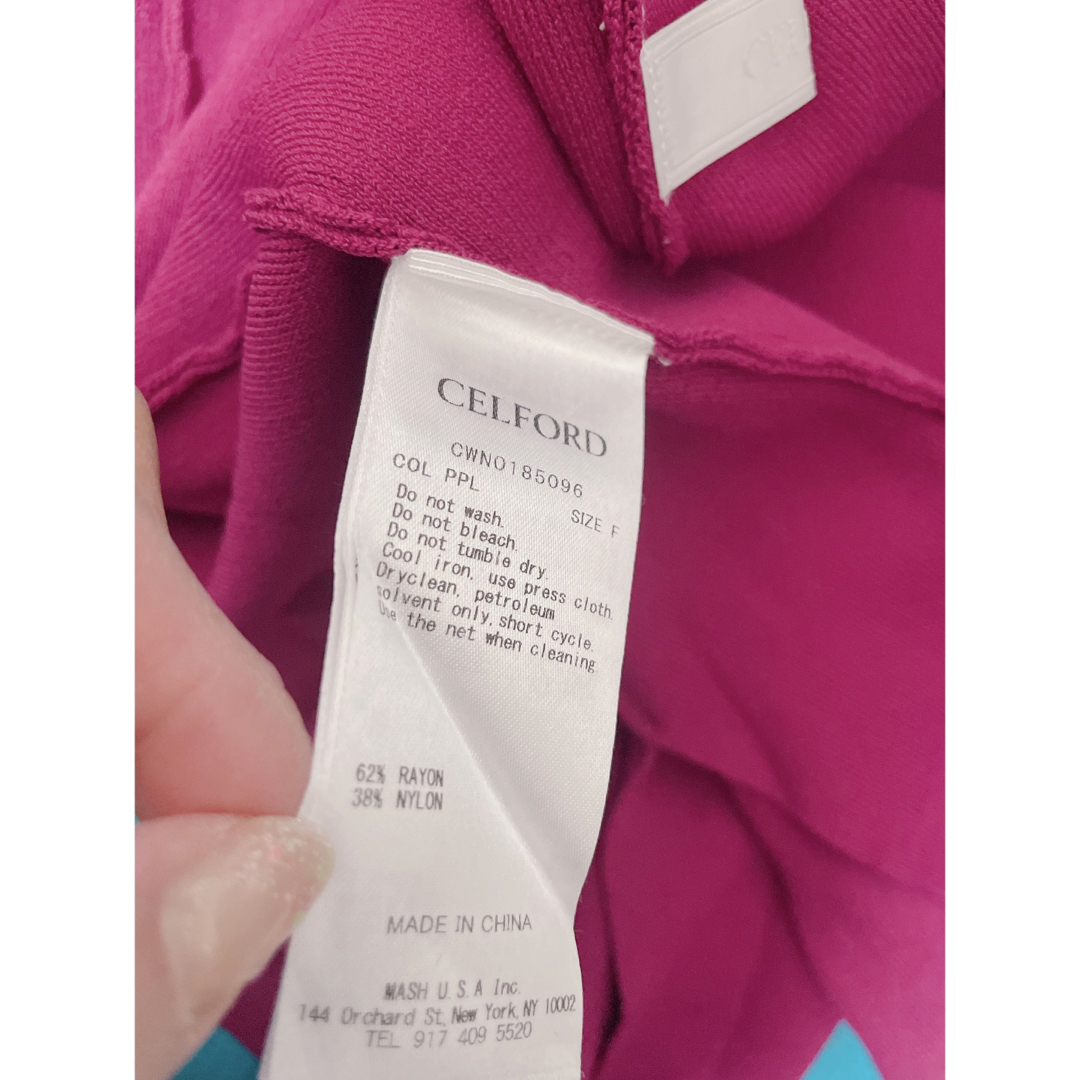 CELFORD
CWNO185096
COL PPL SIZE F
Do not wash.
Do not bleach.
Do not tumble dry.
Cool iron, use press cloth.
Dryclean, petroleum
solvent only, short cycle.
Use the net when cleaning.
62% RAYON
38% NYLON
MADE IN CHINA
MASH U.S.A Inc.
144 Orchard St, New York, NY 10002
TEL 917 409 5520